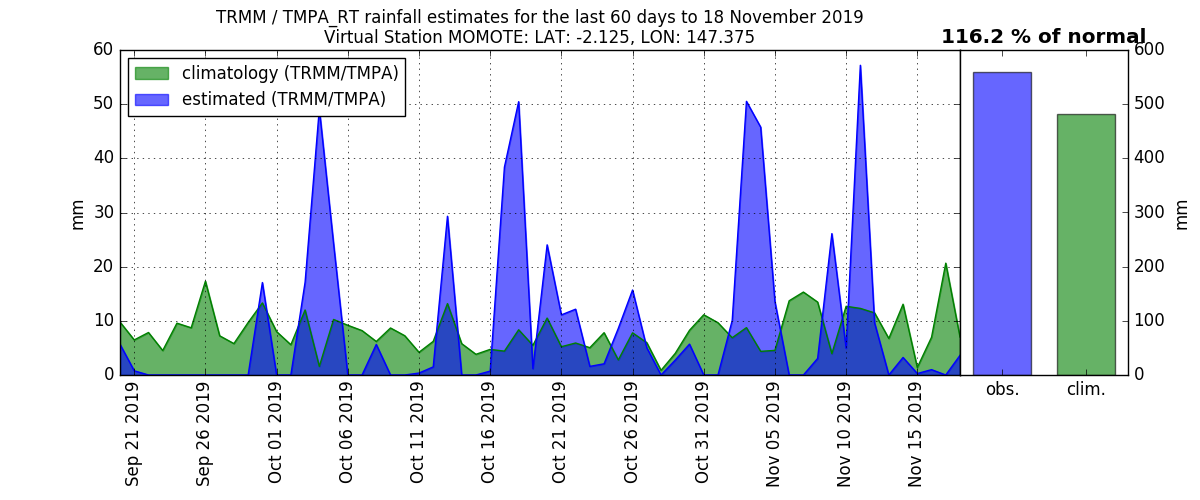 TRMM / TMPA_RT rainfall estimates for the last 60 days to 18 November 2019
Virtual Station MOMOTE: LAT: -2.125, LON: 147.375
116.2 % of normal
climatology (TRMM/TMPA)
estimated (TRMM/TMPA)
60
50
40
30
20
10
0
mm
Sep 21 2019
Sep 26 2019
Oct 01 2019
Oct 06 2019
Oct 11 2019
Oct 16 2019
Oct 21 2019
Oct 26 2019
Oct 31 2019
Nov 05 2019
Nov 10 2019
Nov 15 2019
obs.
clim.
600
500
400
300
200
100
0
mm